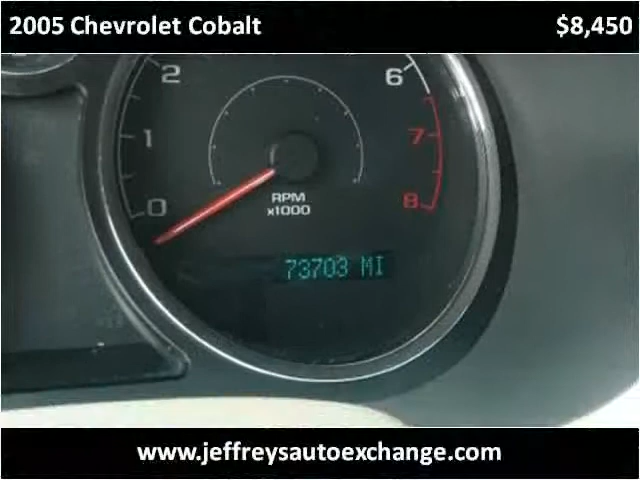 2005 Chevrolet Cobalt $8,450
2 6
1 7
0 8
RPM
x1000
73703 MI
www.jeffreysautoexchange.com